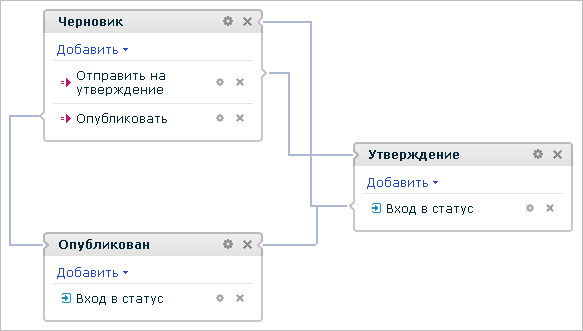 Черновик
Добавить
Отправить на
утверждение
Опубликовать
Утверждение
Добавить
Вход в статус
Опубликован
Добавить
Вход в статус